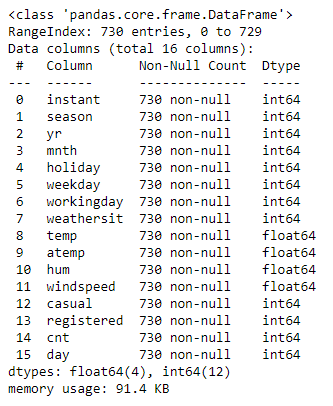 <class 'pandas.core.frame.DataFrame'>
RangeIndex: 730 entries, 0 to 729
Data columns (total 16 columns):
 #   Column      Non-Null Count  Dtype
---  ------      --------------  -----
 0   instant     730 non-null    int64
 1   season      730 non-null    int64
 2   yr          730 non-null    int64
 3   mnth        730 non-null    int64
 4   holiday     730 non-null    int64
 5   weekday     730 non-null    int64
 6   workingday  730 non-null    int64
 7   weathersit  730 non-null    int64
 8   temp        730 non-null    float64
 9   atemp       730 non-null    float64
 10  hum         730 non-null    float64
 11  windspeed   730 non-null    float64
 12  casual      730 non-null    int64
 13  registered  730 non-null    int64
 14  cnt         730 non-null    int64
 15  day         730 non-null    int64
dtypes: float64(4), int64(12)
memory usage: 91.4 KB